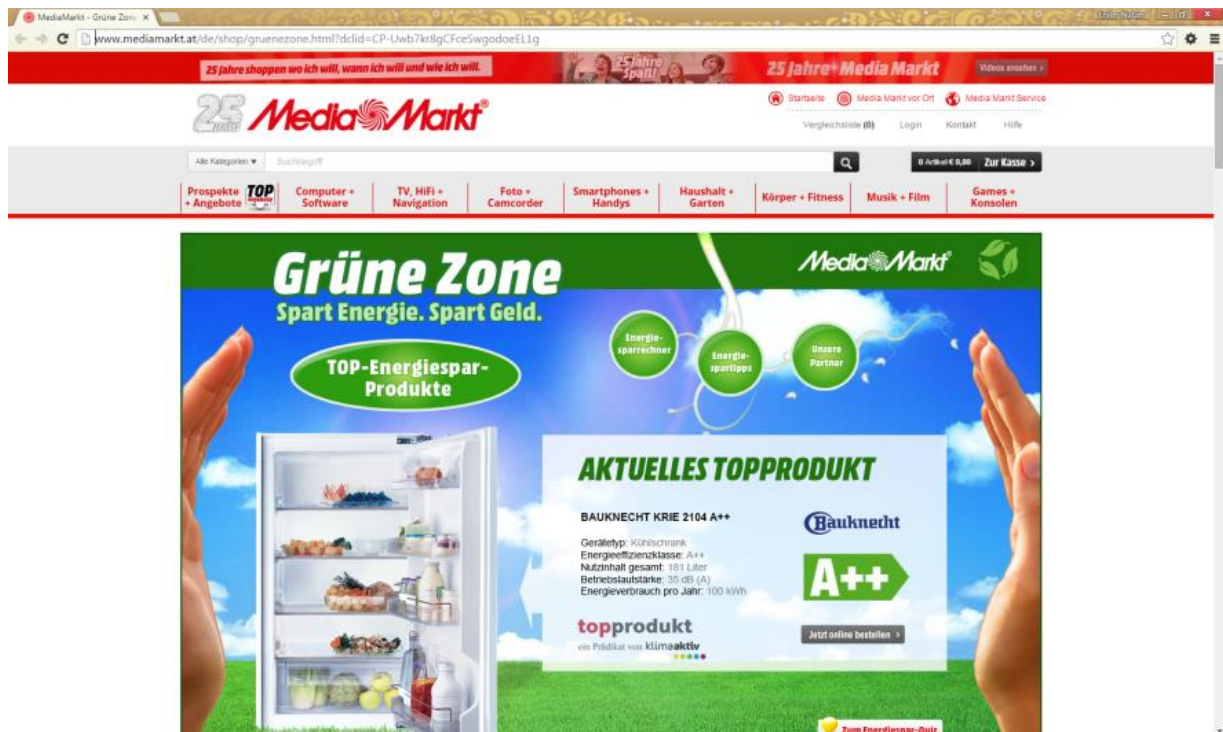 MediaMarkt - Grüne Zone
www.mediamarkt.at/de/shop/gruenezone.html?dclid=CP-Uwb7kr8gCFceSwgodoeEL1g
25 Jahre shoppen wo ich will, wann ich will und wie ich will.
25 Jahre Spaß!
25 Jahre Media Markt
Videos ansehen
25 Media Markt®
Startseite Media Markt vor Ort Media Markt Service
Vergleichsliste (0) Login Kontakt Hilfe
Alle Kategorien Suchbegriff
0 Artikel € 0,00 Zur Kasse
Prospekte + Angebote TOP
Computer + Software
TV, HiFi + Navigation
Foto + Camcorder
Smartphones + Handys
Haushalt + Garten
Körper + Fitness
Musik + Film
Games + Konsolen
Grüne Zone
Media Markt®
Spart Energie. Spart Geld.
Energie-
sparrechner
Energie-
spartipps
Unsere
Partner
TOP-Energiespar-
Produkte
AKTUELLES TOPPRODUKT
BAUKNECHT KRIE 2104 A++
Bauknecht
Gerätetyp: Kühlschrank
Energieeffizienzklasse: A++
Nutzinhalt gesamt: 181 Liter
Betriebslautstärke: 35 dB (A)
Energieverbrauch pro Jahr: 100 kWh
A++
topprodukt
ein Prädikat von klimaaktiv
Jetzt online bestellen
Zum Energiespar-Quiz